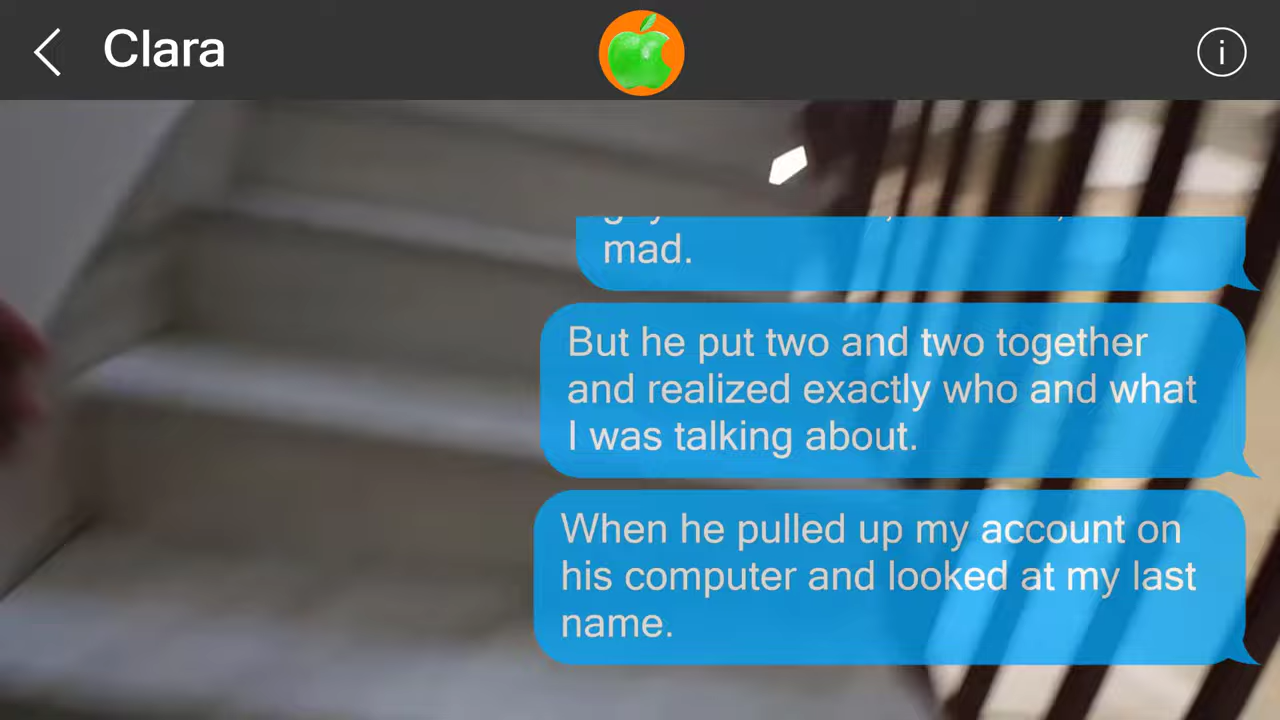 Clara
i
mad.
But he put two and two together
and realized exactly who and what
I was talking about.
When he pulled up my account on
his computer and looked at my last
name.